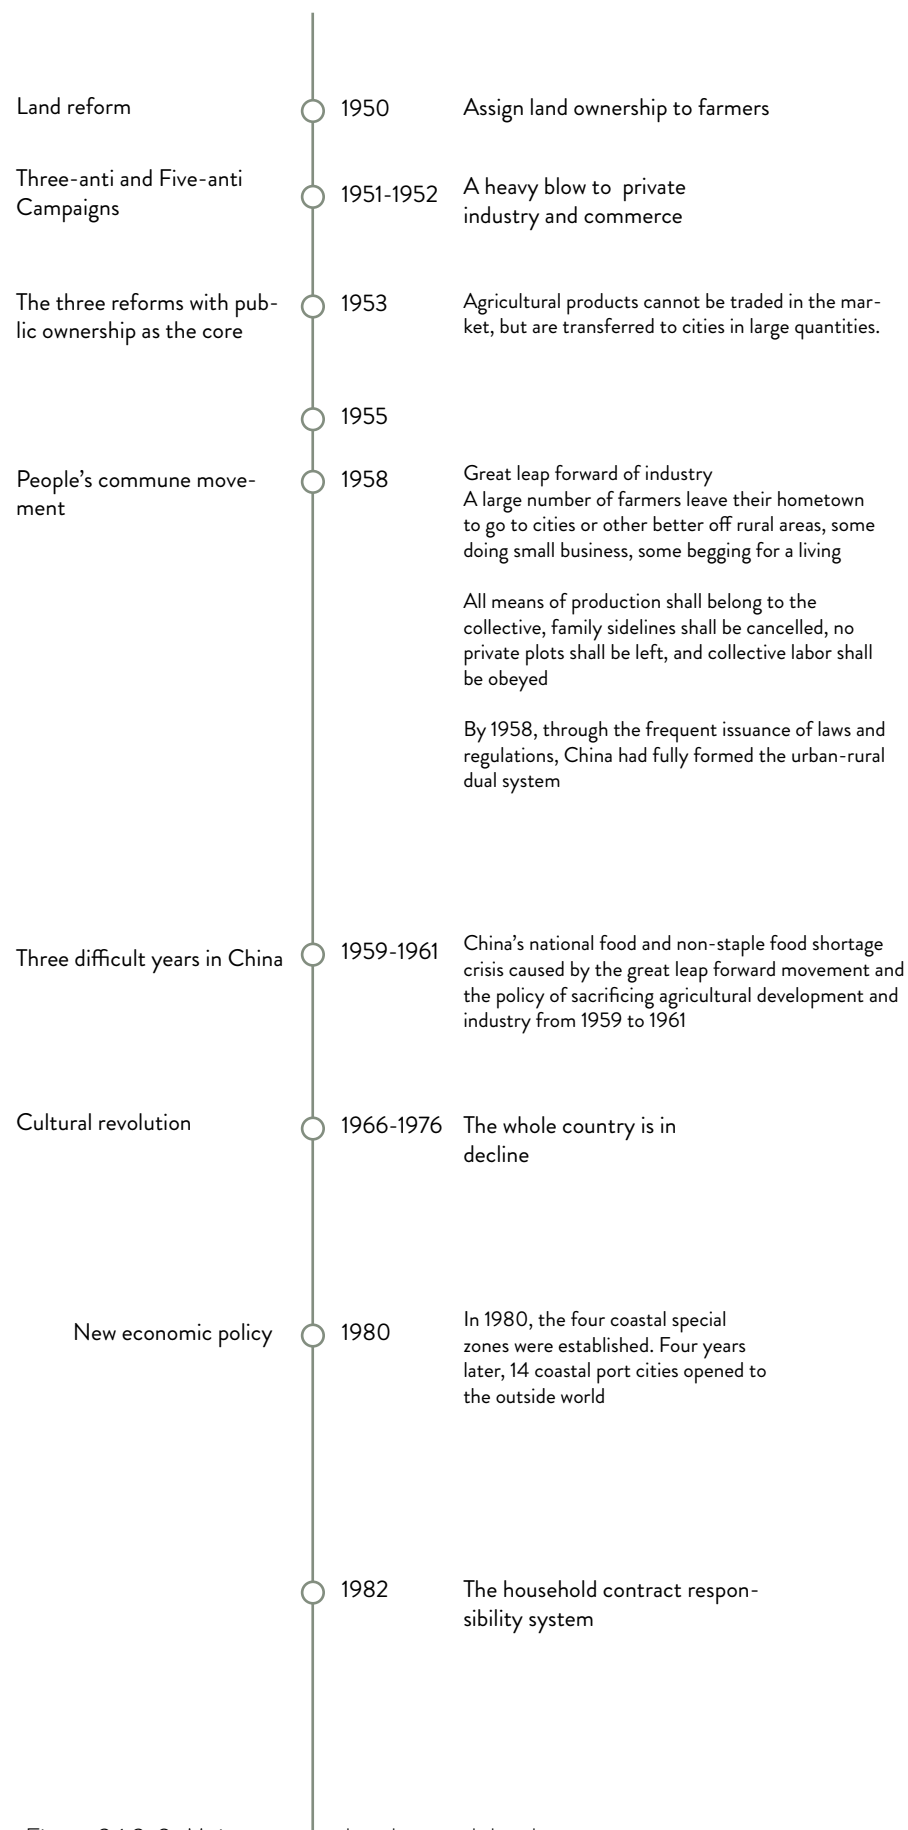 Land reform
1950
Assign land ownership to farmers
Three-anti and Five-anti
Campaigns
1951-1952
A heavy blow to  private
industry and commerce
The three reforms with pub-
lic ownership as the core
1953
Agricultural products cannot be traded in the mar-
ket, but are transferred to cities in large quantities.
1955
People’s commune move-
ment
1958
Great leap forward of industry
A large number of farmers leave their hometown
to go to cities or other better off rural areas, some
doing small business, some begging for a living
All means of production shall belong to the
collective, family sidelines shall be cancelled, no
private plots shall be left, and collective labor shall
be obeyed
By 1958, through the frequent issuance of laws and
regulations, China had fully formed the urban-rural
dual system
Three difficult years in China
1959-1961
China’s national food and non-staple food shortage
crisis caused by the great leap forward movement and
the policy of sacrificing agricultural development and
industry from 1959 to 1961
Cultural revolution
1966-1976
The whole country is in
decline
New economic policy
1980
In 1980, the four coastal special
zones were established. Four years
later, 14 coastal port cities opened to
the outside world
1982
The household contract respon-
sibility system